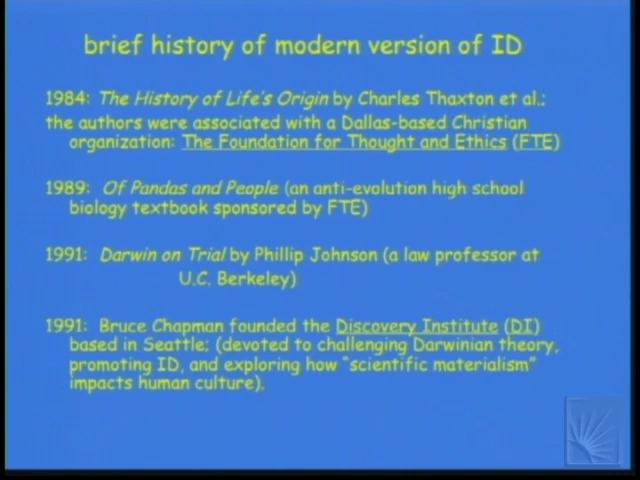 brief history of modern version of ID
1984: The History of Life's Origin by Charles Thaxton et al.;
the authors were associated with a Dallas-based Christian
organization: The Foundation for Thought and Ethics (FTE)
1989: Of Pandas and People (an anti-evolution high school
biology textbook sponsored by FTE)
1991: Darwin on Trial by Phillip Johnson (a law professor at
U.C. Berkeley)
1991: Bruce Chapman founded the Discovery Institute (DI)
based in Seattle; (devoted to challenging Darwinian theory,
promoting ID, and exploring how "scientific materialism"
impacts human culture).